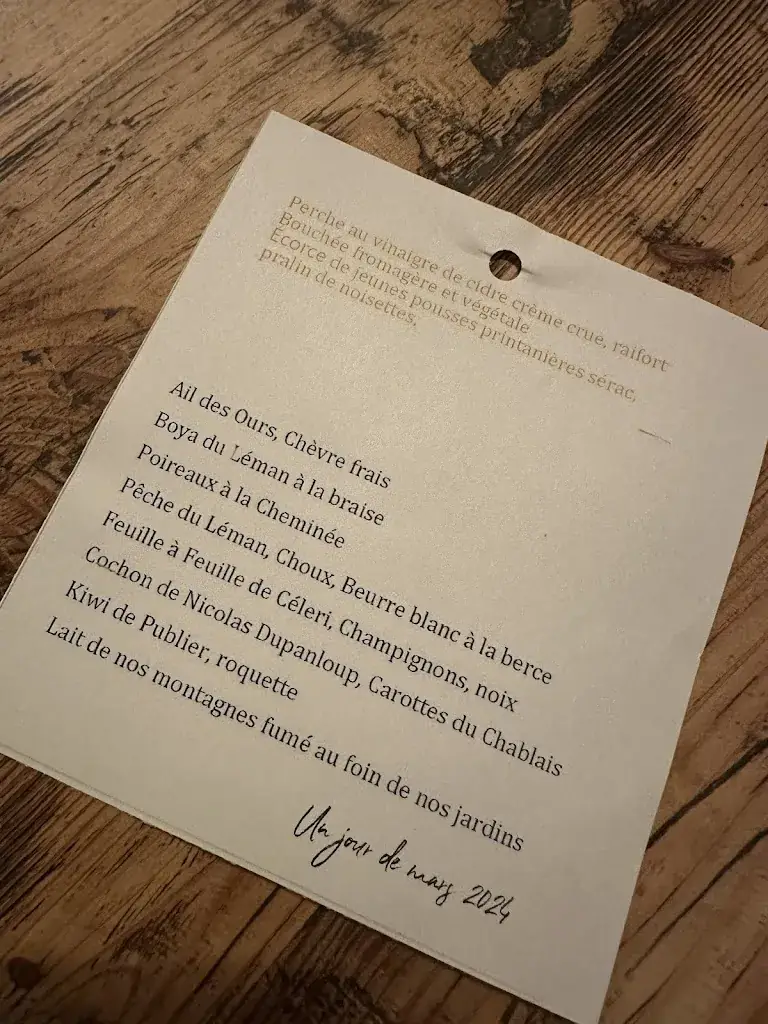 Perche au vinaigre de cidre crème crue, raifort
Bouchée fromagère et végétale
Écorce de jeunes pousses printanières sérac,
pralin de noisettes,
Ail des Ours, Chèvre frais
Boya du Léman à la braise
Poireaux à la Cheminée
Pêche du Léman, Choux, Beurre blanc à la berce
Feuille à Feuille de Céleri, Champignons, noix
Cochon de Nicolas Dupanloup, Carottes du Chablais
Kiwi de Publier, roquette
Lait de nos montagnes fumé au foin de nos jardins
Un jour de mars 2024